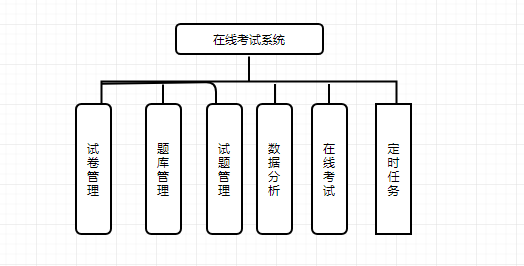 在线考试系统
试卷管理
题库管理
试题管理
数据分析
在线考试
定时任务